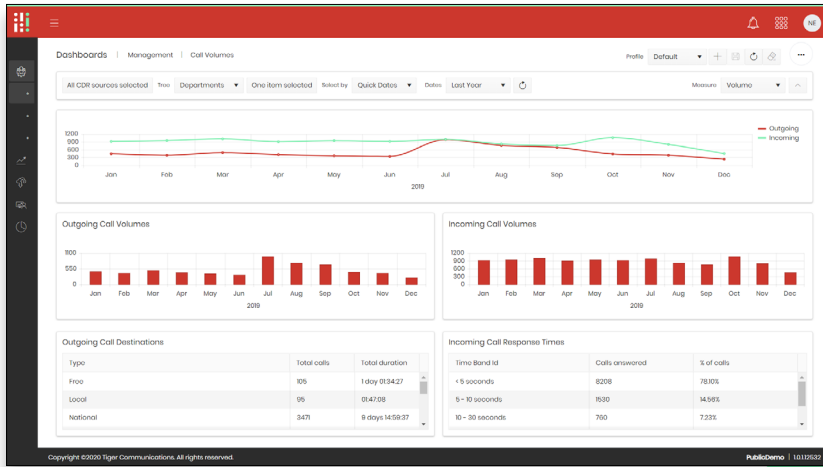 NE
Dashboards | Management | Call Volumes
Profile Default
All CDR sources selected Tree Departments One item selected Select by Quick Dates Dates Last Year Measure Volume
Outgoing
Incoming
1200
900
600
300
0
Jan Feb Mar Apr May Jun Jul Aug Sep Oct Nov Dec
2019
Outgoing Call Volumes
1100
550
0
Jan Feb Mar Apr May Jun Jul Aug Sep Oct Nov Dec
2019
Incoming Call Volumes
1200
900
600
300
0
Jan Feb Mar Apr May Jun Jul Aug Sep Oct Nov Dec
2019
Outgoing Call Destinations
Type Total calls Total duration
Free 105 1 day 01:34:27
Local 95 01:47:08
National 3471 9 days 14:59:37
Incoming Call Response Times
Time Band Id Calls answered % of calls
< 5 seconds 8208 78.10%
5 - 10 seconds 1530 14.56%
10 - 30 seconds 760 7.23%
Copyright ©2020 Tiger Communications. All rights reserved.
PublicDemo |